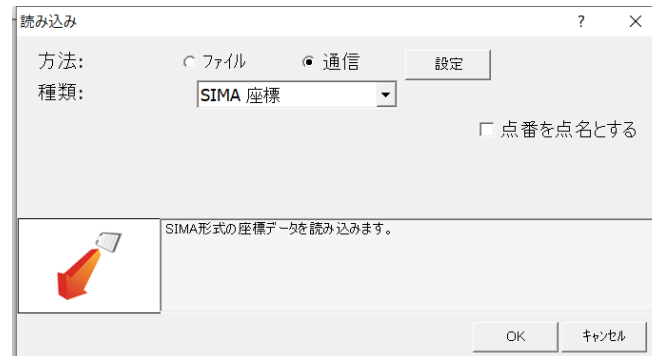 読み込み ? ×
方法: ファイル 通信 設定
種類: SIMA 座標
点番を点名とする
SIMA形式の座標データを読み込みます。
OK キャンセル